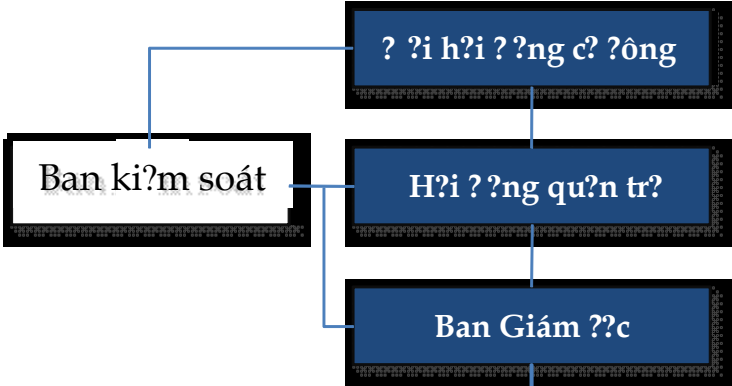 ? ?i h?i ? ?ng c? ?ông
Ban ki?m soát
H?i ? ?ng qu?n tr?
Ban Giám ??c